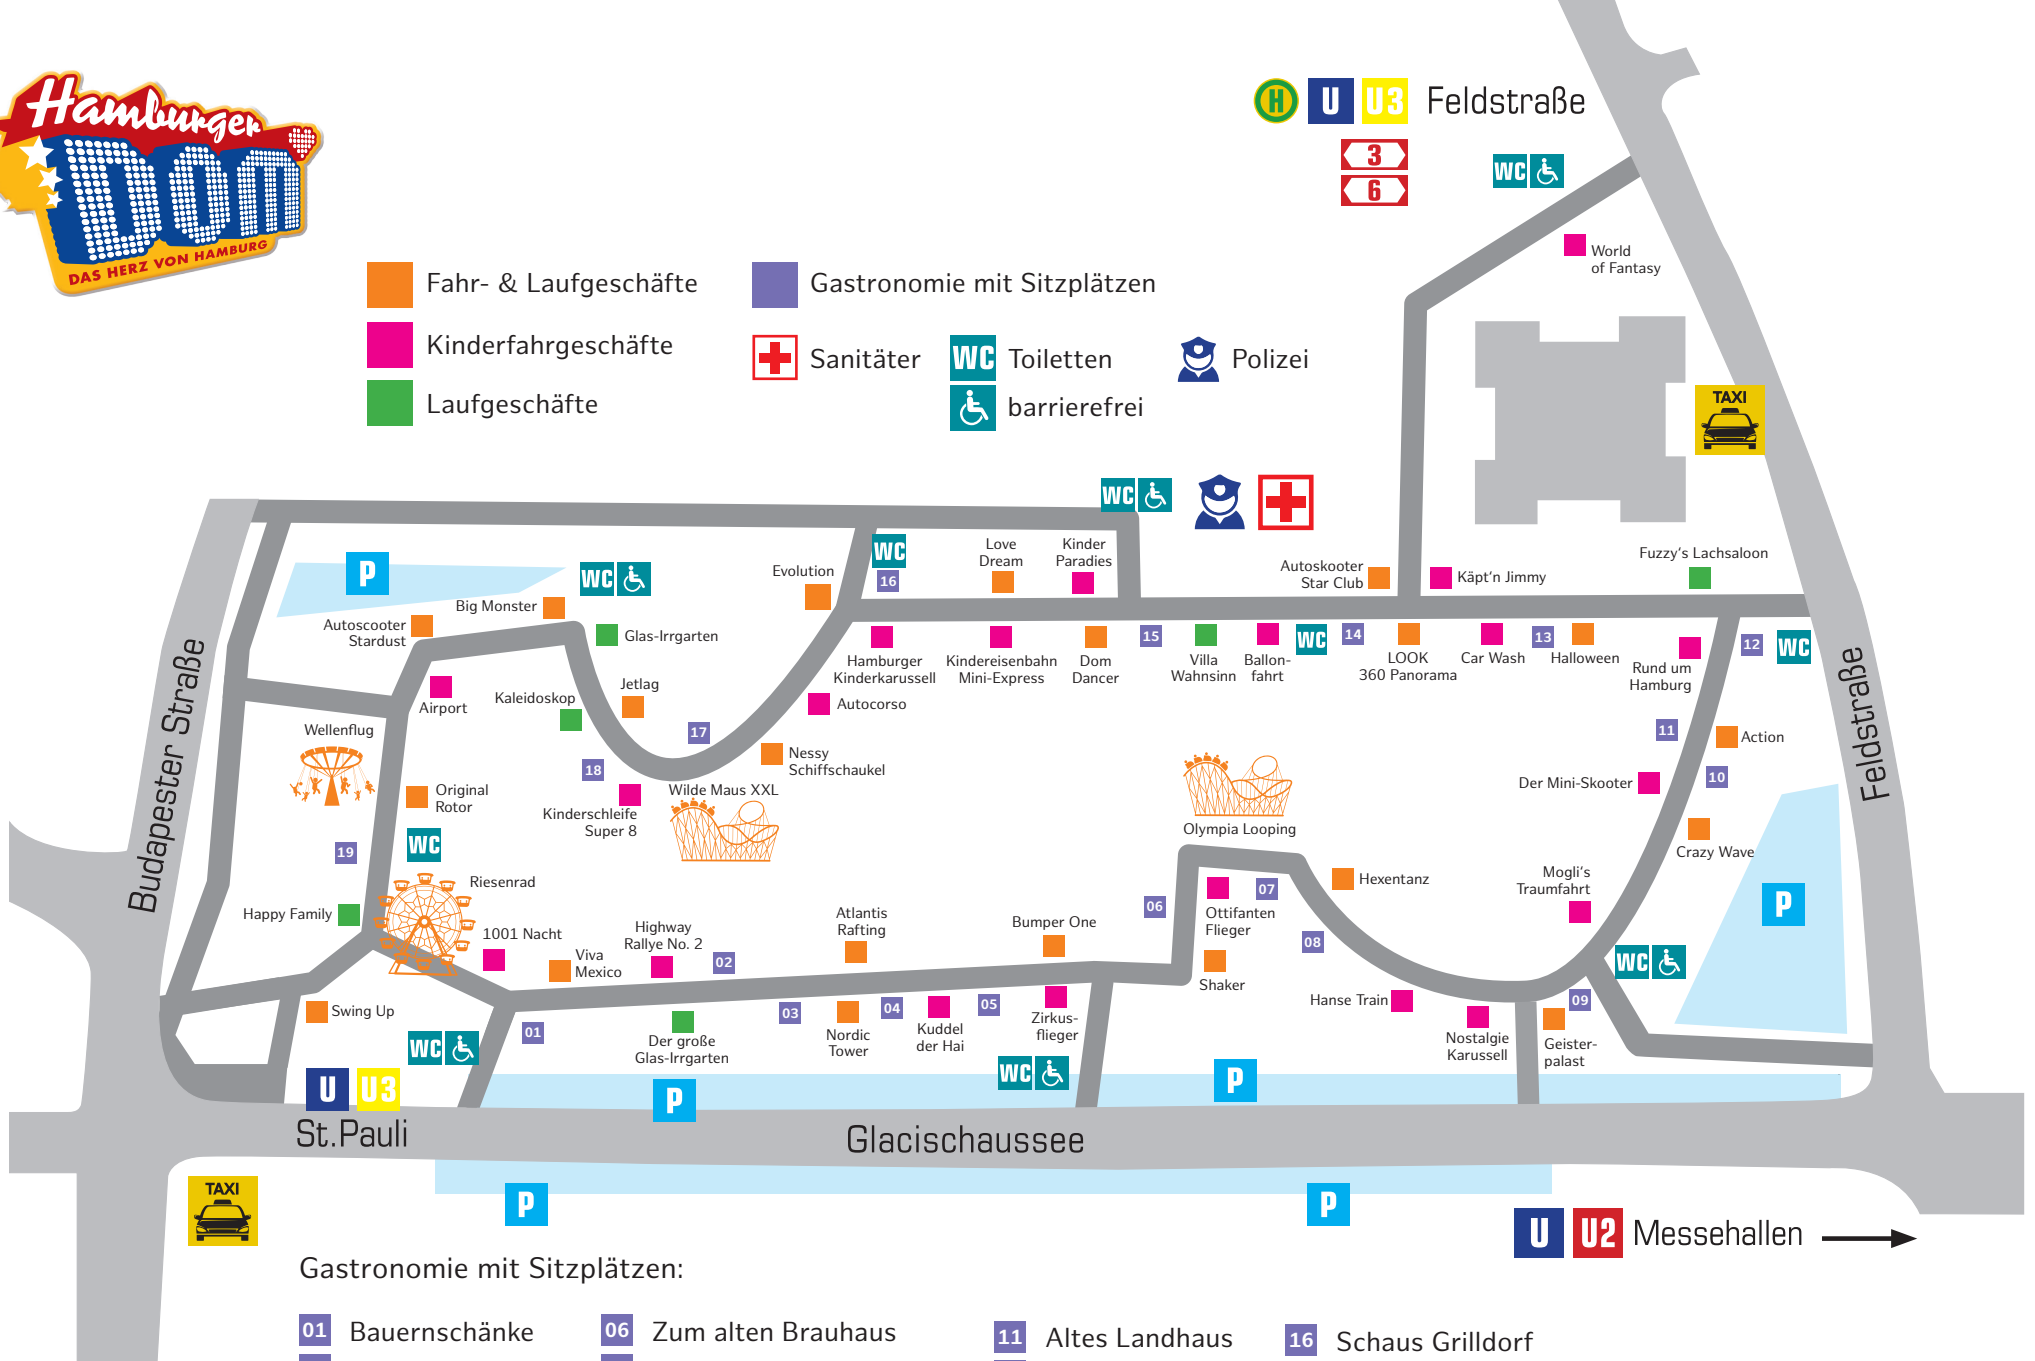 Hamburger
DOM
DAS HERZ VON HAMBURG
H U U3 Feldstraße
3
6
WC
World
of Fantasy
Fahr- & Laufgeschäfte
Gastronomie mit Sitzplätzen
Kinderfahrgeschäfte
Sanitäter
WC Toiletten
Polizei
Laufgeschäfte
barrierefrei
TAXI
WC
P
WC
Evolution
WC
16
Love
Dream
Kinder
Paradies
Autoskooter
Star Club
Käpt'n Jimmy
Fuzzy's Lachsaloon
Big Monster
Autoscooter
Stardust
Glas-Irrgarten
Hamburger
Kinderkarussell
Kindereisenbahn
Mini-Express
Dom
Dancer
15
Villa
Wahnsinn
Ballon-
fahrt
WC
14
LOOK
360 Panorama
Car Wash
13
Halloween
Rund um
Hamburg
12
WC
Budapester Straße
Feldstraße
Airport
Kaleidoskop
Jetlag
17
Autocorso
Wellenflug
18
Nessy
Schiffschaukel
11
Action
10
Der Mini-Skooter
Original
Rotor
Kinderschleife
Super 8
Wilde Maus XXL
Olympia Looping
Crazy Wave
19
WC
Riesenrad
Hexentanz
Mogli's
Traumfahrt
P
Happy Family
1001 Nacht
Viva
Mexico
Highway
Rallye No. 2
02
Atlantis
Rafting
Bumper One
06
07
Ottifanten
Flieger
08
Shaker
WC
Swing Up
01
Der große
Glas-Irrgarten
03
Nordic
Tower
04
Kuddel
der Hai
05
Zirkus-
flieger
Hanse Train
Nostalgie
Karussell
09
Geister-
palast
WC
WC
U U3
St.Pauli
P
P
Glacischaussee
TAXI
P
P
U U2 Messehallen
Gastronomie mit Sitzplätzen:
01 Bauernschänke
06 Zum alten Brauhaus
11 Altes Landhaus
16 Schaus Grilldorf